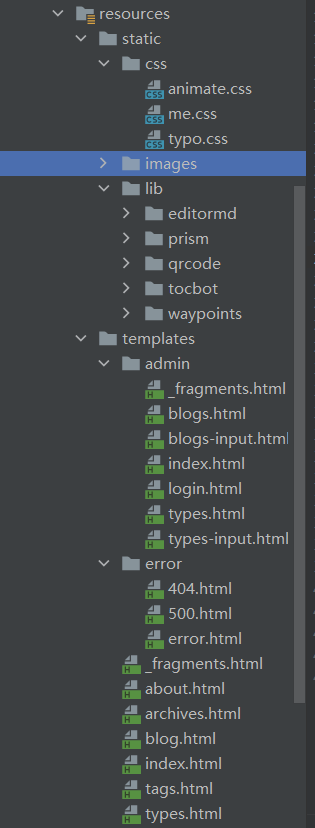 resources
static
css
animate.css
me.css
typo.css
images
lib
editormd
prism
qrcode
tocbot
waypoints
templates
admin
_fragments.html
blogs.html
blogs-input.html
index.html
login.html
types.html
types-input.html
error
404.html
500.html
error.html
_fragments.html
about.html
archives.html
blog.html
index.html
tags.html
types.html